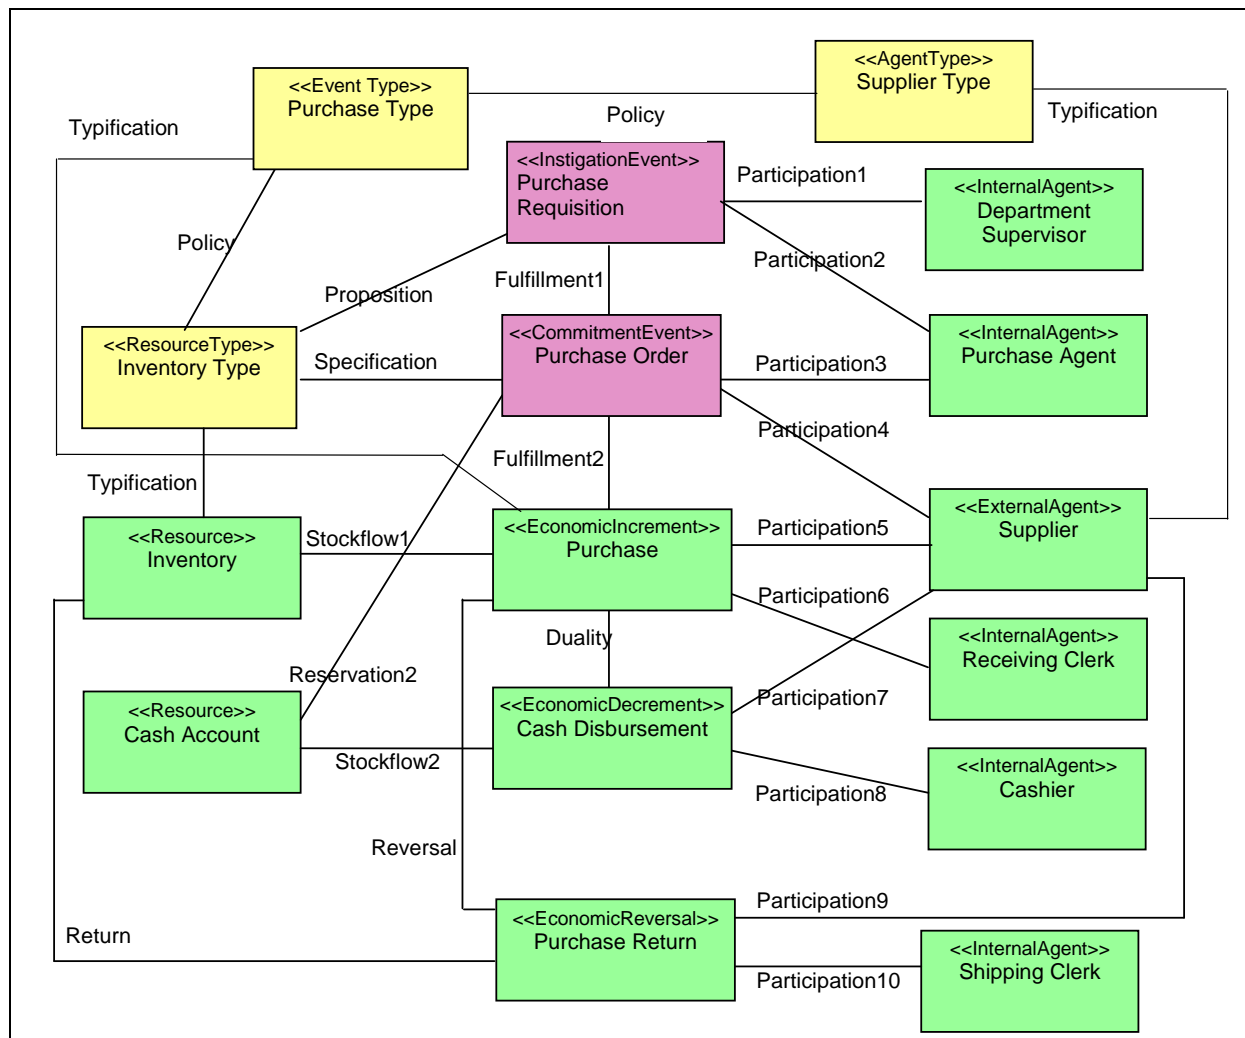 <<Event Type>>
Purchase Type
<<AgentType>>
Supplier Type
Typification
Policy
Typification
<<InstigationEvent>>
Purchase
Requisition
Participation1
<<InternalAgent>>
Department
Supervisor
Policy
Proposition
Fulfillment1
Participation2
<<ResourceType>>
Inventory Type
Specification
<<CommitmentEvent>>
Purchase Order
Participation3
<<InternalAgent>>
Purchase Agent
Participation4
Typification
Fulfillment2
<<Resource>>
Inventory
Stockflow1
<<EconomicIncrement>>
Purchase
Participation5
<<ExternalAgent>>
Supplier
Participation6
Duality
<<InternalAgent>>
Receiving Clerk
Reservation2
Participation7
<<Resource>>
Cash Account
Stockflow2
<<EconomicDecrement>>
Cash Disbursement
Participation8
<<InternalAgent>>
Cashier
Reversal
Participation9
Return
<<EconomicReversal>>
Purchase Return
Participation10
<<InternalAgent>>
Shipping Clerk